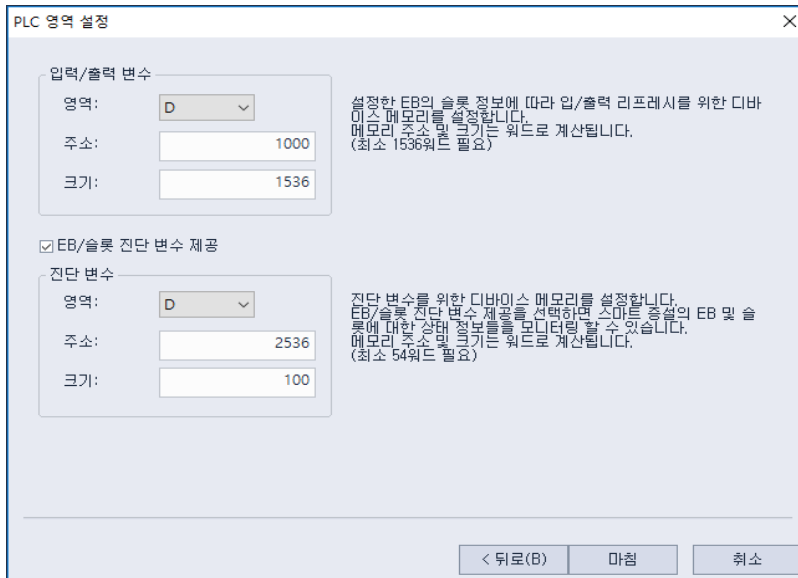 PLC 영역 설정
입력/출력 변수
영역: D
주소: 1000
크기: 1536
설정한 EB의 슬롯 정보에 따라 입/출력 리프레시를 위한 디바
이스 메모리를 설정합니다.
메모리 주소 및 크기는 워드로 계산됩니다.
(최소 1536워드 필요)
EB/슬롯 진단 변수 제공
진단 변수
영역: D
주소: 2536
크기: 100
진단 변수를 위한 디바이스 메모리를 설정합니다.
EB/슬롯 진단 변수 제공을 선택하면 스마트 증설의 EB 및 슬
롯에 대한 상태 정보들을 모니터링 할 수 있습니다.
메모리 주소 및 크기는 워드로 계산됩니다.
(최소 54워드 필요)
< 뒤로(B) 마침 취소